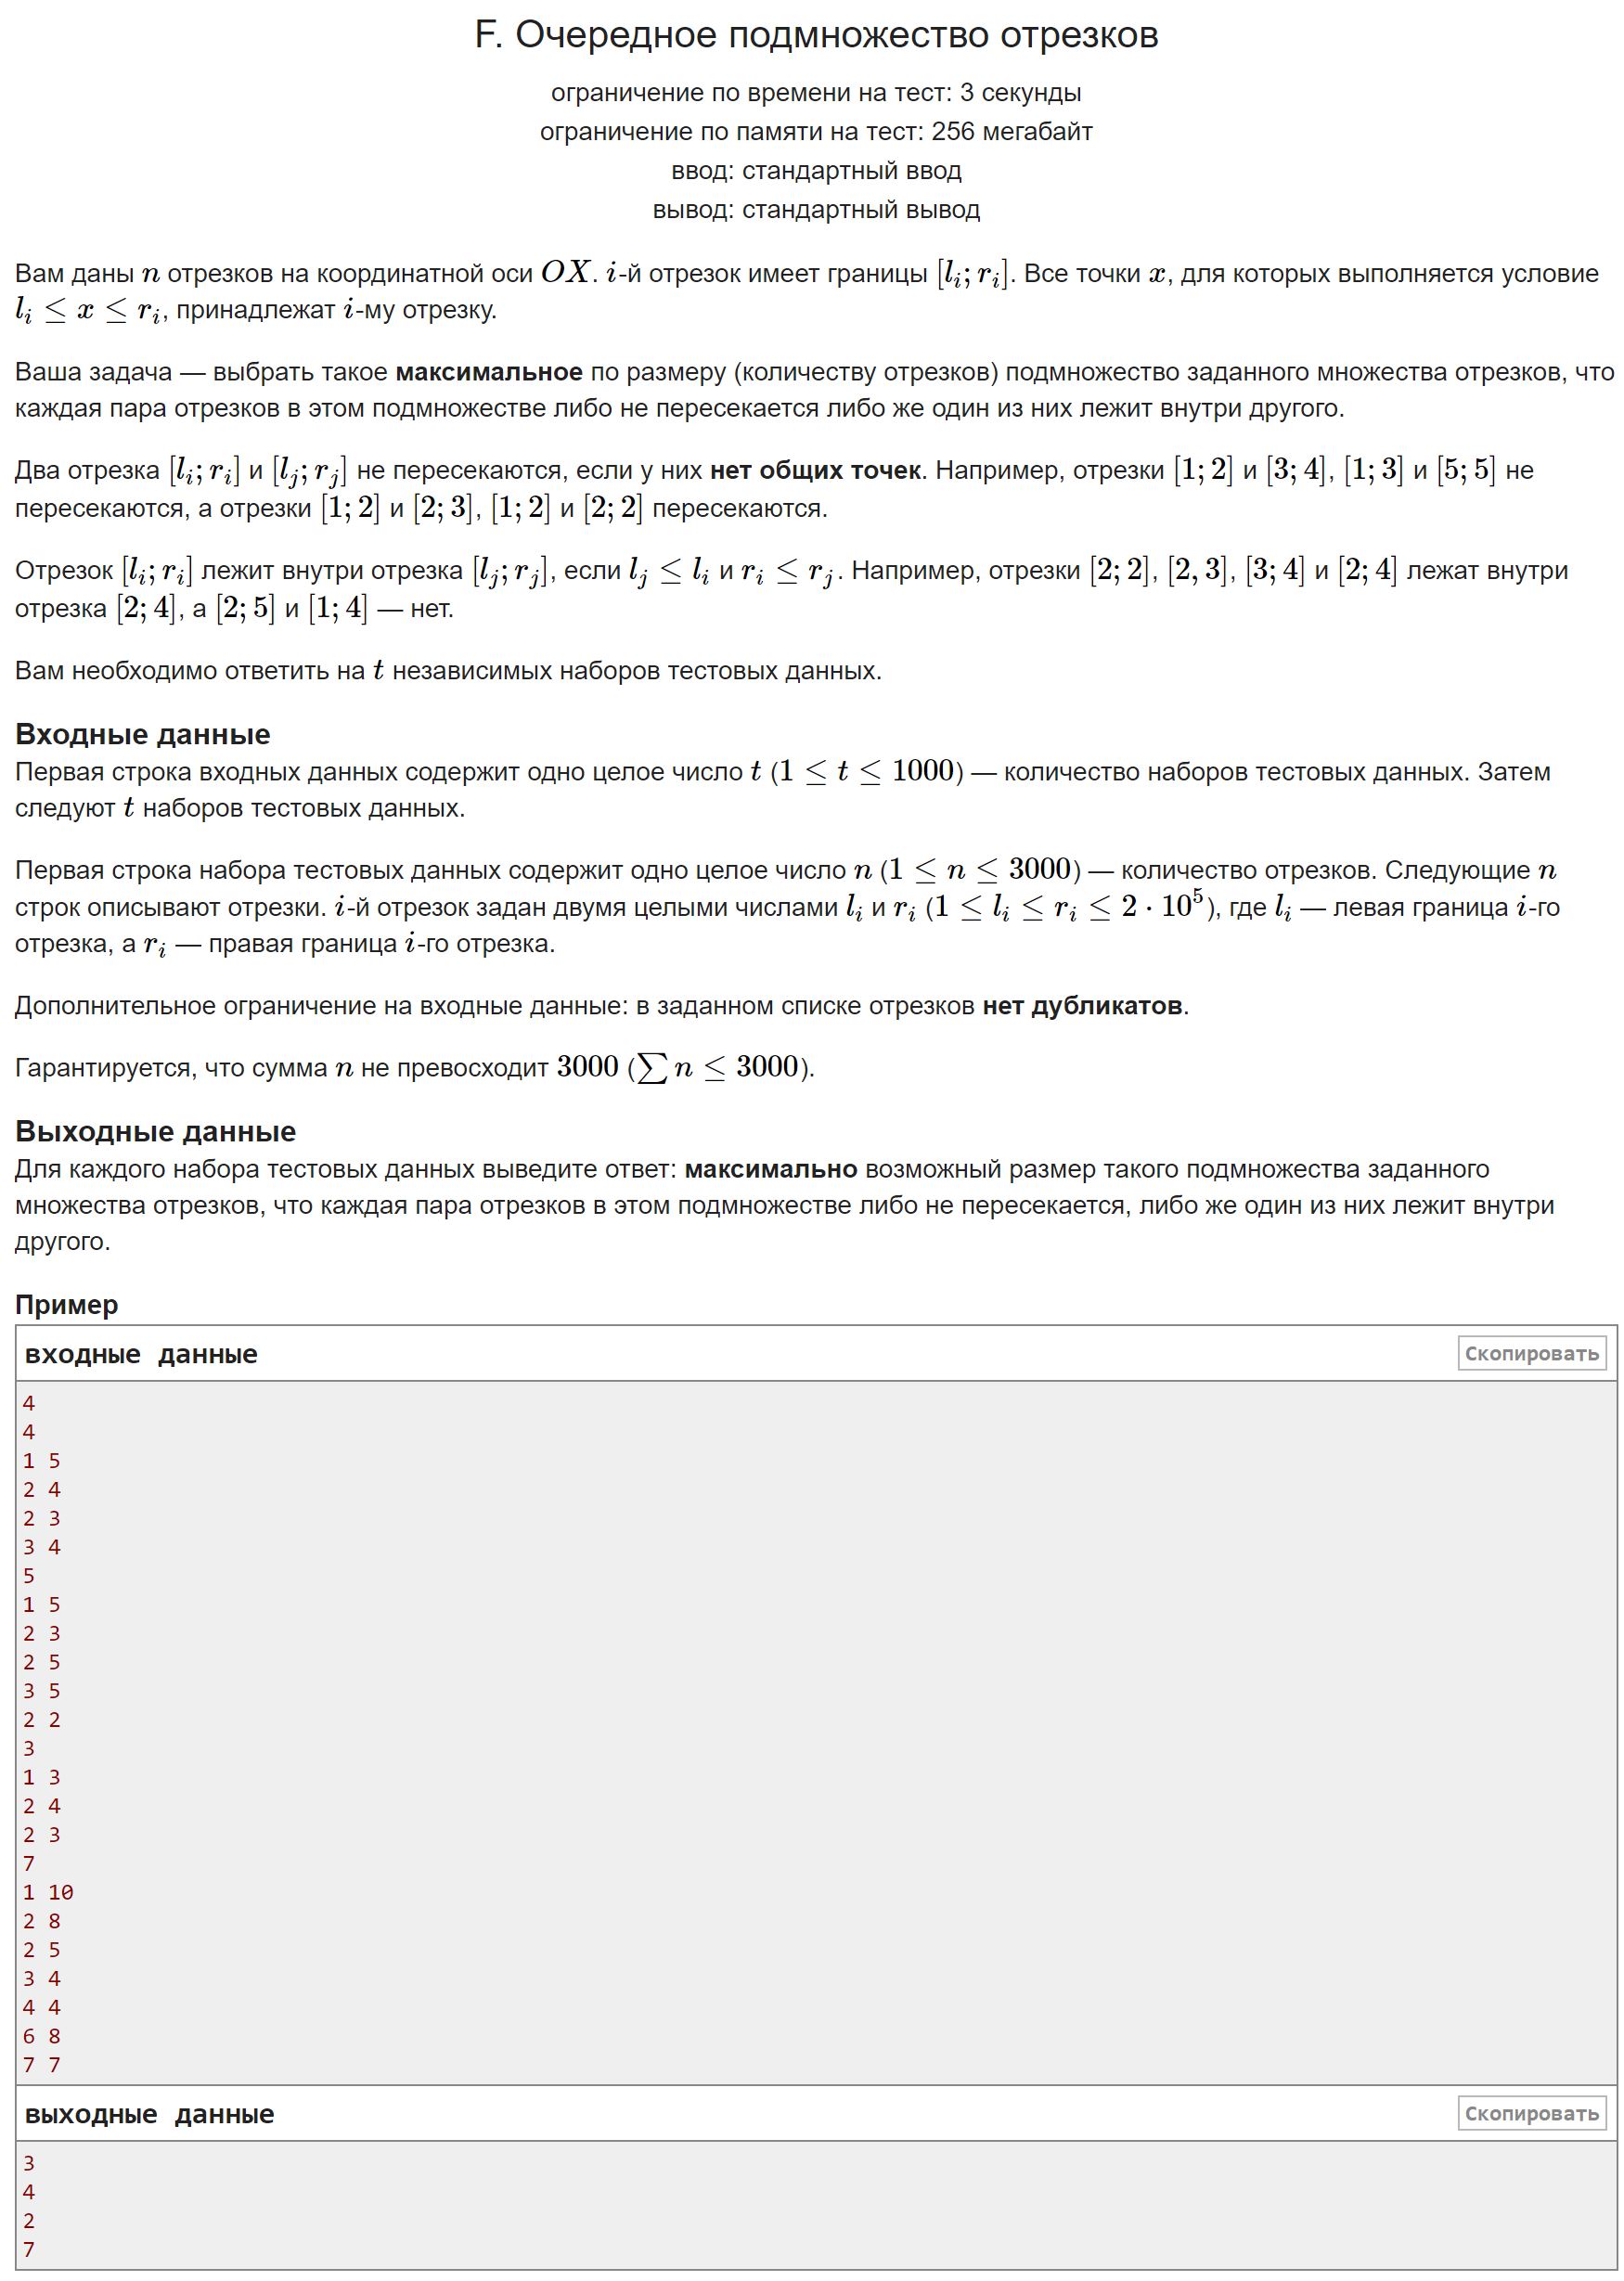 F. Очередное подмножество отрезков
ограничение по времени на тест: 3 секунды
ограничение по памяти на тест: 256 мегабайт
ввод: стандартный ввод
вывод: стандартный вывод
Вам даны n отрезков на координатной оси OX. i-й отрезок имеет границы [l_i; r_i]. Все точки x, для которых выполняется условие
l_i ≤ x ≤ r_i, принадлежат i-му отрезку.
Ваша задача — выбрать такое максимальное по размеру (количеству отрезков) подмножество заданного множества отрезков, что
каждая пара отрезков в этом подмножестве либо не пересекается либо же один из них лежит внутри другого.
Два отрезка [l_i; r_i] и [l_j; r_j] не пересекаются, если у них нет общих точек. Например, отрезки [1; 2] и [3; 4], [1; 3] и [5; 5] не
пересекаются, а отрезки [1; 2] и [2; 3], [1; 2] и [2; 2] пересекаются.
Отрезок [l_i; r_i] лежит внутри отрезка [l_j; r_j], если l_j ≤ l_i и r_i ≤ r_j. Например, отрезки [2; 2], [2, 3], [3; 4] и [2; 4] лежат внутри
отрезка [2; 4], а [2; 5] и [1; 4] — нет.
Вам необходимо ответить на t независимых наборов тестовых данных.
Входные данные
Первая строка входных данных содержит одно целое число t (1 ≤ t ≤ 1000) — количество наборов тестовых данных. Затем
следуют t наборов тестовых данных.
Первая строка набора тестовых данных содержит одно целое число n (1 ≤ n ≤ 3000) — количество отрезков. Следующие n
строк описывают отрезки. i-й отрезок задан двумя целыми числами l_i и r_i (1 ≤ l_i ≤ r_i ≤ 2 · 10^5), где l_i — левая граница i-го
отрезка, а r_i — правая граница i-го отрезка.
Дополнительное ограничение на входные данные: в заданном списке отрезков нет дубликатов.
Гарантируется, что сумма n не превосходит 3000 (∑ n ≤ 3000).
Выходные данные
Для каждого набора тестовых данных выведите ответ: максимально возможный размер такого подмножества заданного
множества отрезков, что каждая пара отрезков в этом подмножестве либо не пересекается, либо же один из них лежит внутри
другого.
Пример
входные данные
Скопировать
4
4
1 5
2 4
2 3
3 4
5
1 5
2 3
2 5
3 5
2 2
3
1 3
2 4
2 3
7
1 10
2 8
2 5
3 4
4 4
6 8
7 7
выходные данные
Скопировать
3
4
2
7